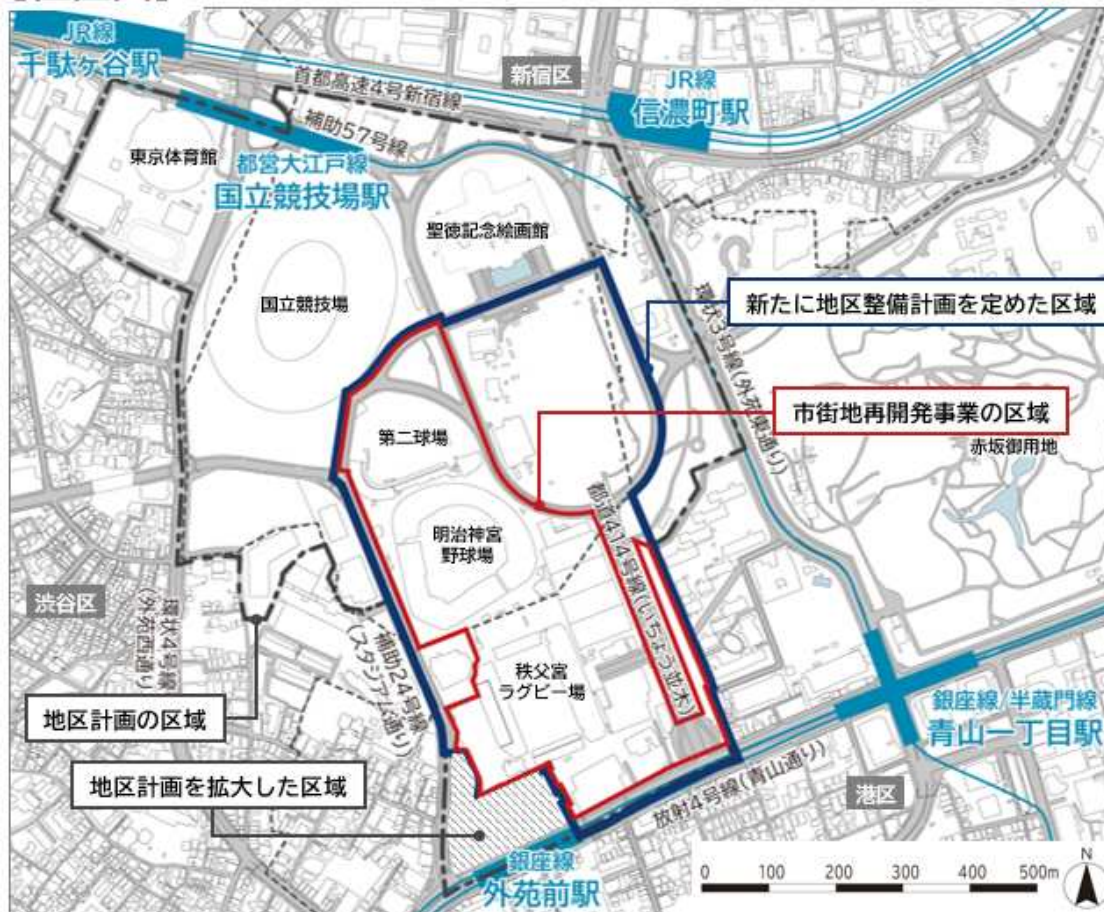 JR線
千駄ヶ谷駅
首都高速4号新宿線
新宿区
JR線
信濃町駅
補助57号線
東京体育館
都営大江戸線
国立競技場駅
聖徳記念絵画館
国立競技場
新たに地区整備計画を定めた区域
環状3号線(外苑東通り)
市街地再開発事業の区域
赤坂御用地
第二球場
都道414号線(いちょう並木)
明治神宮
野球場
渋谷区
環状4号線
(外苑西通り)
補助24号線
(スタジアム通り)
秩父宮
ラグビー場
地区計画の区域
銀座線/半蔵門線
青山一丁目駅
地区計画を拡大した区域
放射4号線(青山通り)
港区
銀座線
外苑前駅
0 100 200 300 400 500m
N